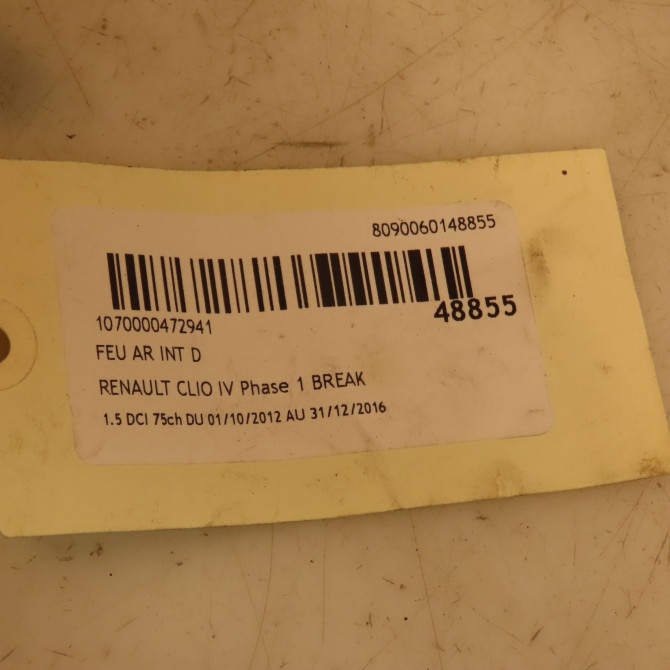 8090060148855
48855
1070000472941
FEU AR INT D
RENAULT CLIO IV Phase 1 BREAK
1.5 DCI 75ch DU 01/10/2012 AU 31/12/2016